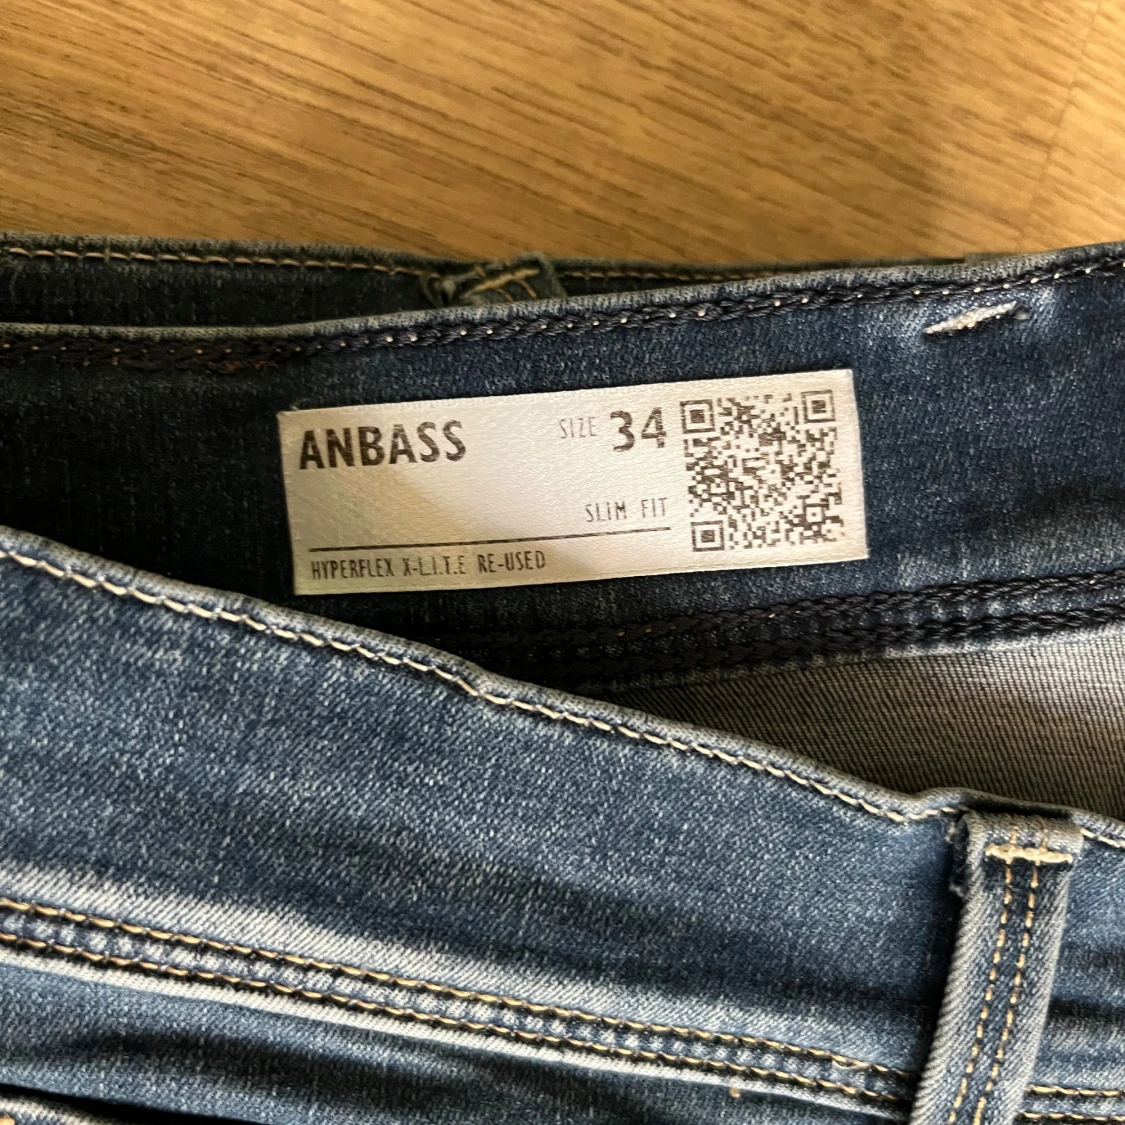 ANBASS
SIZE 34
SLIM FIT
HYPERFLEX X-L.I.T.E RE-USED